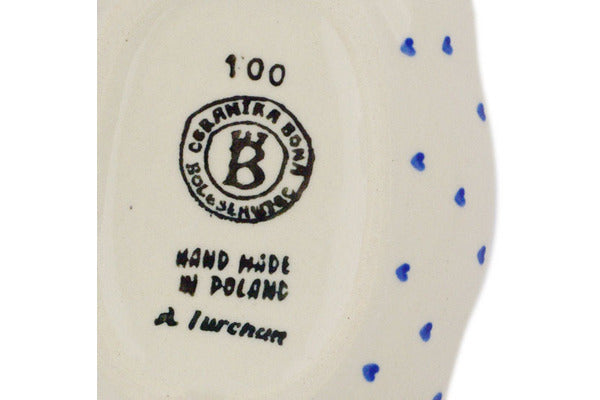 100
CERAMIKA BONA
B
BOLESŁAWIEC
HAND MADE
IN POLAND